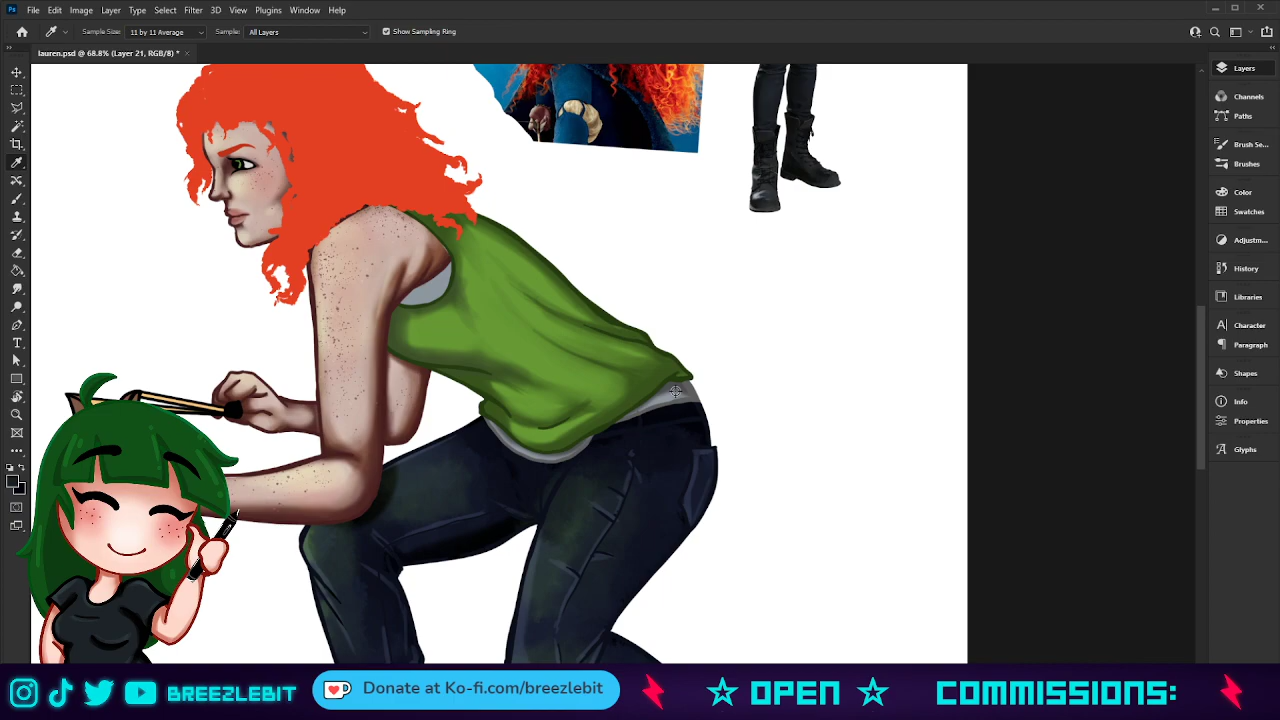 Ps File Edit Image Layer Type Select Filter 3D View Plugins Window Help
Sample Size: 11 by 11 Average Sample: All Layers Show Sampling Ring
lauren.psd @ 68.8% (Layer 21, RGB/8) *
Layers
Channels
Paths
Brush Se...
Brushes
Color
Swatches
Adjustm...
History
Libraries
Character
Paragraph
Shapes
Info
Properties
Glyphs
BREEZLEBIT Donate at Ko-fi.com/breezlebit OPEN COMMISSIONS: